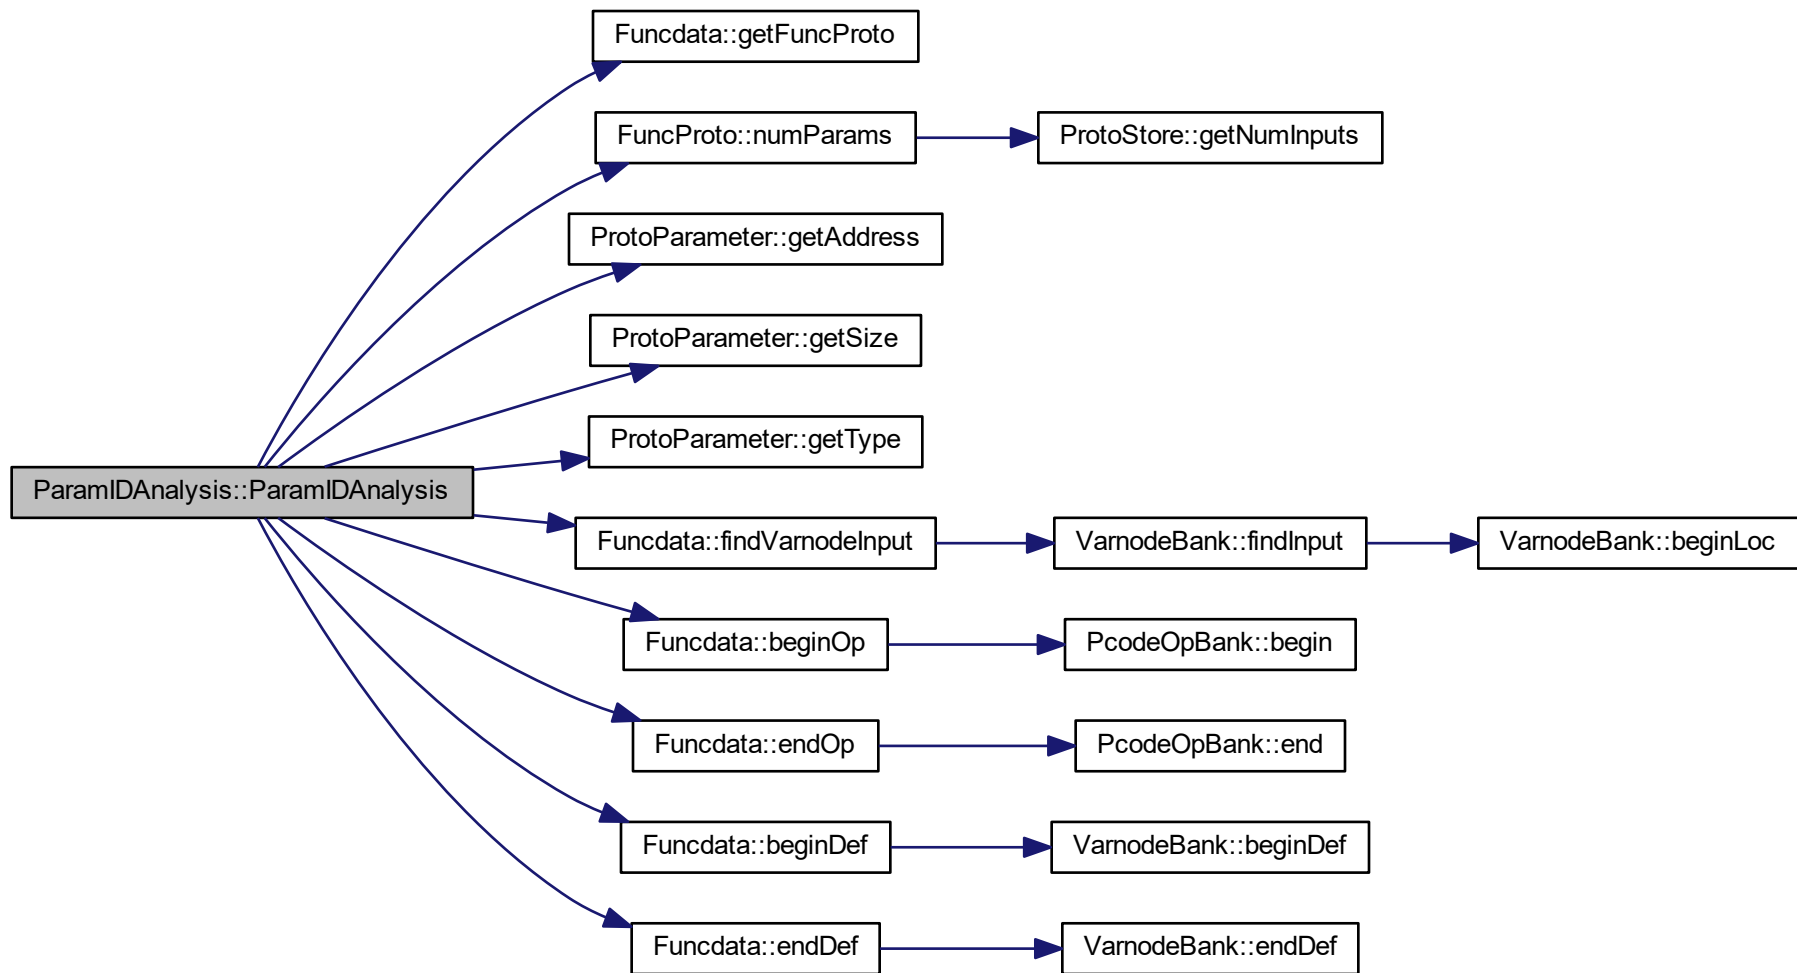 Funcdata::getFuncProto
FuncProto::numParams
ProtoStore::getNumInputs
ProtoParameter::getAddress
ProtoParameter::getSize
ProtoParameter::getType
ParamIDAnalysis::ParamIDAnalysis
Funcdata::findVarnodeInput
VarnodeBank::findInput
VarnodeBank::beginLoc
Funcdata::beginOp
PcodeOpBank::begin
Funcdata::endOp
PcodeOpBank::end
Funcdata::beginDef
VarnodeBank::beginDef
Funcdata::endDef
VarnodeBank::endDef